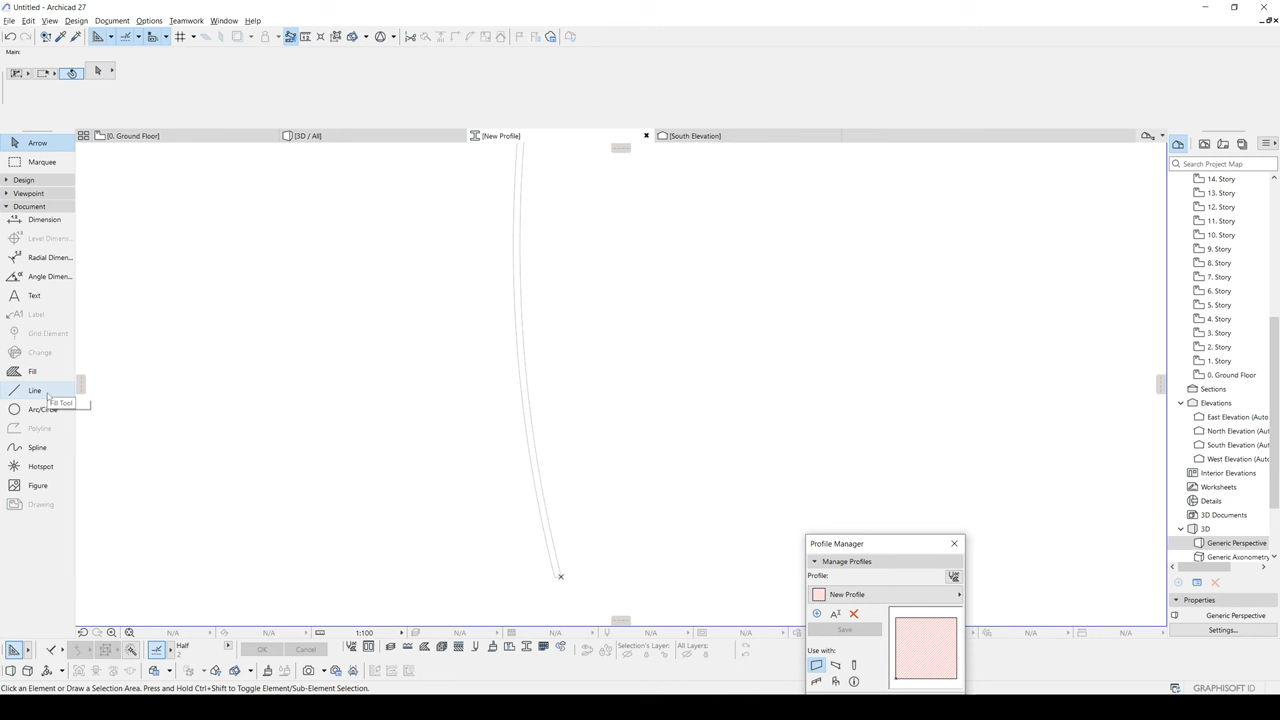 Untitled - Archicad 27
File Edit View Design Document Options Teamwork Window Help
Main:
[0. Ground Floor] [3D / All] [New Profile] [South Elevation]
Arrow
Marquee
Design
Viewpoint
Document
Dimension
Level Dimensi...
Radial Dimen...
Angle Dimen...
Text
Label
Grid Element
Change
Fill
Line
Fill Tool
Arc/Circle
Polyline
Spline
Hotspot
Figure
Drawing
Search Project Map
14. Story
13. Story
12. Story
11. Story
10. Story
9. Story
8. Story
7. Story
6. Story
5. Story
4. Story
3. Story
2. Story
1. Story
0. Ground Floor
Sections
Elevations
East Elevation (Auto
North Elevation (Aut
South Elevation (Aut
West Elevation (Auto
Interior Elevations
Worksheets
Details
3D Documents
3D
Generic Perspective
Generic Axonometry
Properties
Generic Perspective
Settings...
Profile Manager
Manage Profiles
Profile:
New Profile
Save
Use with:
N/A N/A 1:100 N/A N/A N/A N/A N/A N/A
Half
2
OK Cancel
Selection's Layer: All Layers:
Click an Element or Draw a Selection Area. Press and Hold Ctrl+Shift to Toggle Element/Sub-Element Selection.
GRAPHISOFT ID